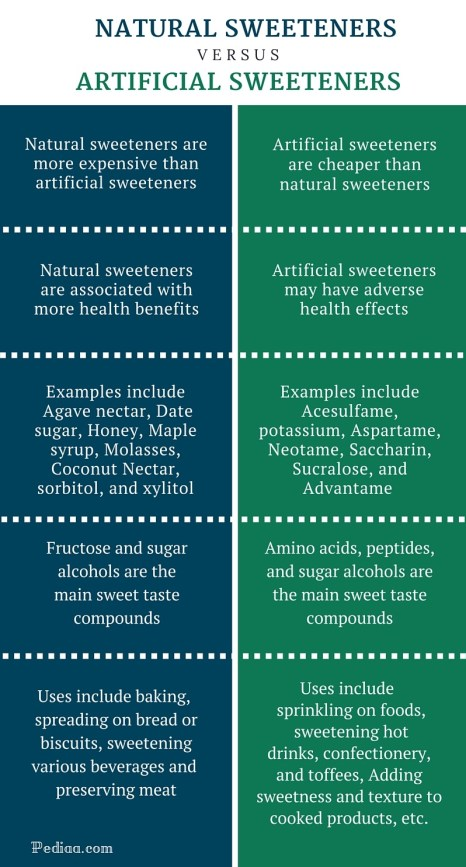 NATURAL SWEETENERS
VERSUS
ARTIFICIAL SWEETENERS
Natural sweeteners are
more expensive than
artificial sweeteners
Artificial sweeteners
are cheaper than
natural sweeteners
Natural sweeteners
are associated with
more health benefits
Artificial sweeteners
may have adverse
health effects
Examples include
Agave nectar, Date
sugar, Honey, Maple
syrup, Molasses,
Coconut Nectar,
sorbitol, and xylitol
Examples include
Acesulfame,
potassium, Aspartame,
Neotame, Saccharin,
Sucralose, and
Advantame
Fructose and sugar
alcohols are the
main sweet taste
compounds
Amino acids, peptides,
and sugar alcohols are
the main sweet taste
compounds
Uses include baking,
spreading on bread or
biscuits, sweetening
various beverages and
preserving meat
Uses include
sprinkling on foods,
sweetening hot
drinks, confectionery,
and toffees, Adding
sweetness and texture to
cooked products, etc.
Pediaa.com